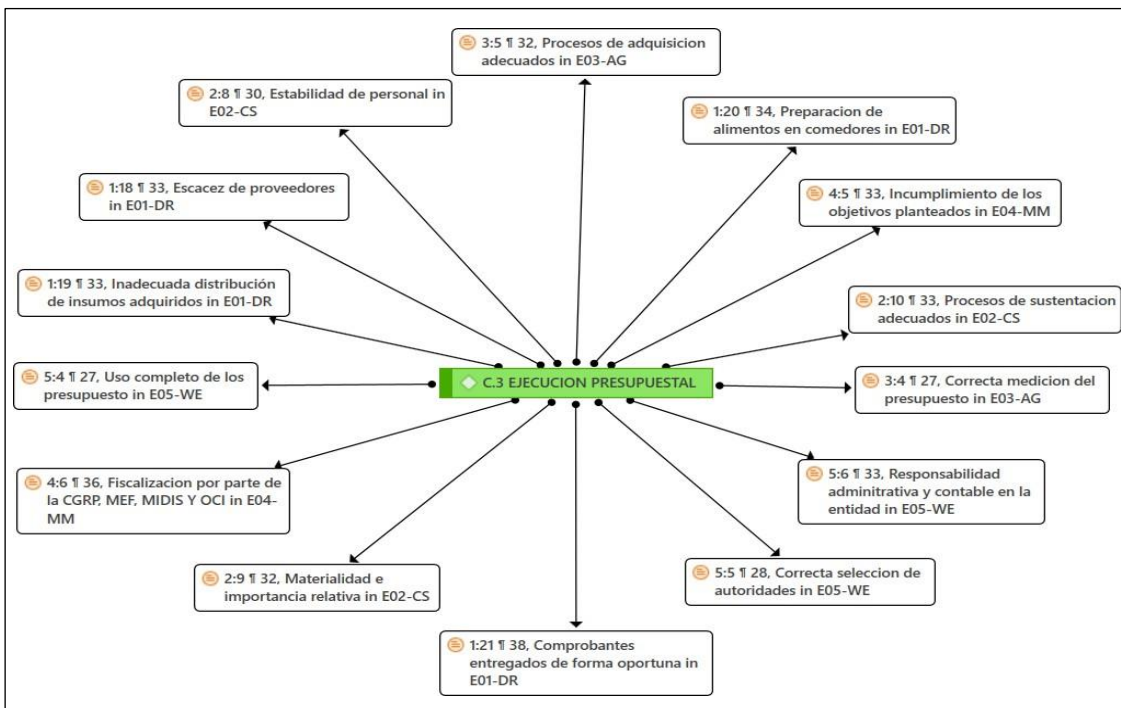 3:5 ¶ 32, Procesos de adquisicion
adecuados in E03-AG
2:8 ¶ 30, Estabilidad de personal in
E02-CS
1:20 ¶ 34, Preparacion de
alimentos en comedores in E01-DR
1:18 ¶ 33, Escacez de proveedores
in E01-DR
4:5 ¶ 33, Incumplimiento de los
objetivos planteados in E04-MM
1:19 ¶ 33, Inadecuada distribución
de insumos adquiridos in E01-DR
2:10 ¶ 33, Procesos de sustentacion
adecuados in E02-CS
5:4 ¶ 27, Uso completo de los
presupuesto in E05-WE
C.3 EJECUCION PRESUPUESTAL
3:4 ¶ 27, Correcta medicion del
presupuesto in E03-AG
4:6 ¶ 36, Fiscalizacion por parte de
la CGRP, MEF, MIDIS Y OCI in E04-
MM
5:6 ¶ 33, Responsabilidad
adminitrativa y contable en la
entidad in E05-WE
2:9 ¶ 32, Materialidad e
importancia relativa in E02-CS
5:5 ¶ 28, Correcta seleccion de
autoridades in E05-WE
1:21 ¶ 38, Comprobantes
entregados de forma oportuna in
E01-DR